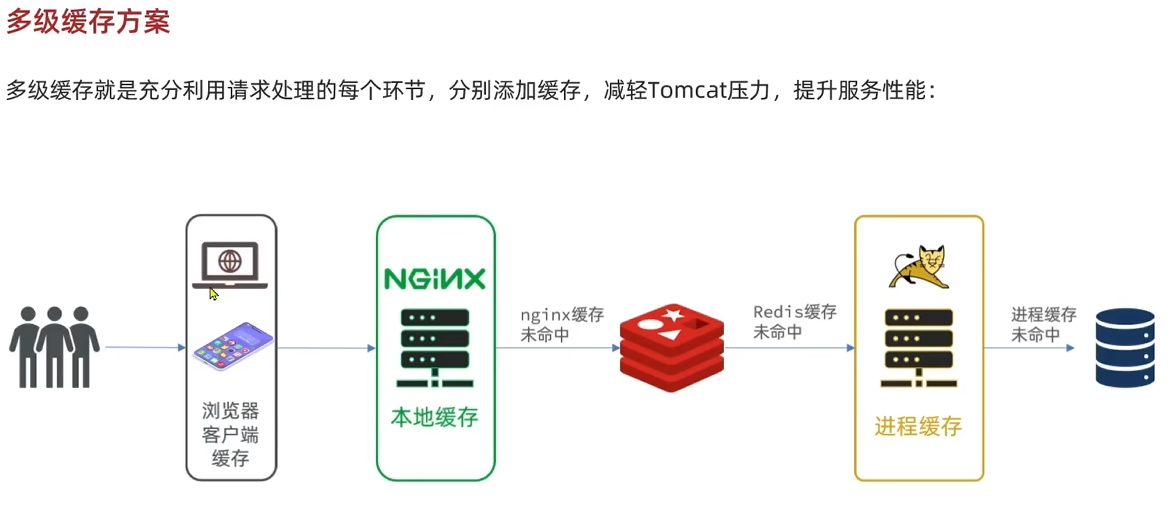 多级缓存方案
多级缓存就是充分利用请求处理的每个环节，分别添加缓存，减轻Tomcat压力，提升服务性能：
浏览器
客户端
缓存
NGiNX
本地缓存
nginx缓存
未命中
Redis缓存
未命中
进程缓存
进程缓存
未命中